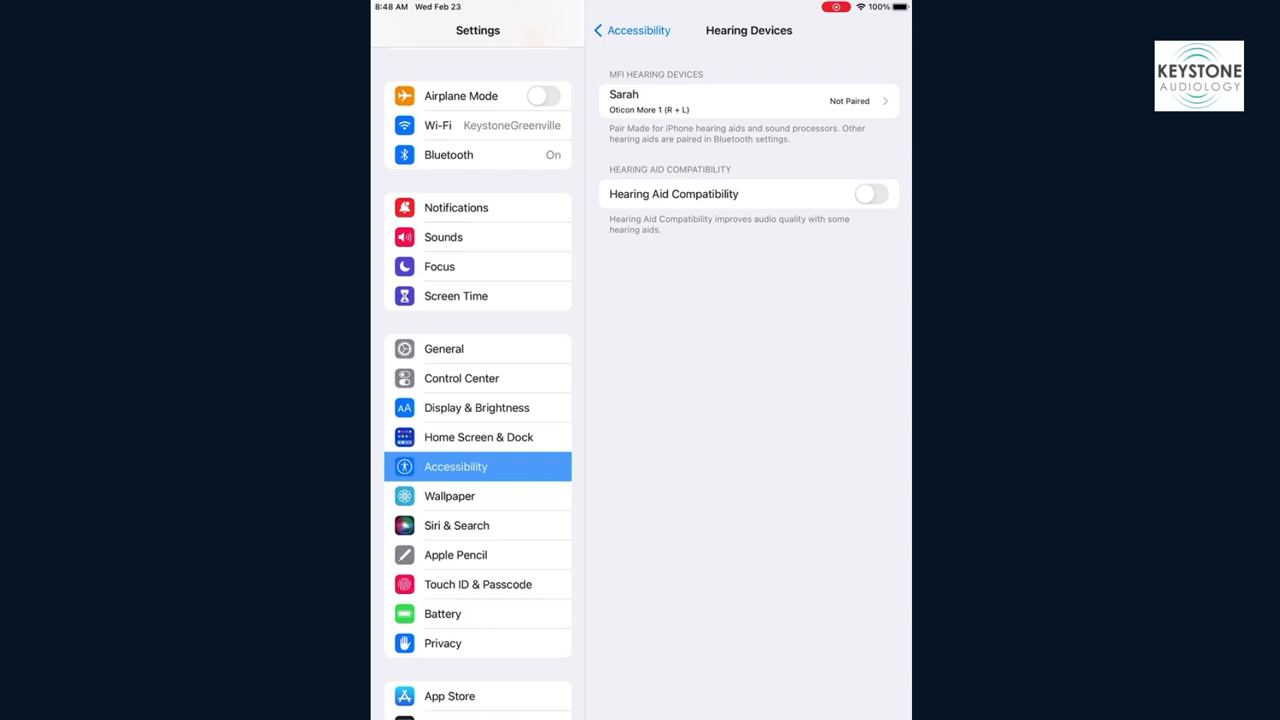 8:48 AM Wed Feb 23
100%
Settings
Airplane Mode
Wi-Fi KeystoneGreenville
Bluetooth On
Notifications
Sounds
Focus
Screen Time
General
Control Center
AA Display & Brightness
Home Screen & Dock
Accessibility
Wallpaper
Siri & Search
Apple Pencil
Touch ID & Passcode
Battery
Privacy
App Store
Accessibility
Hearing Devices
MFI HEARING DEVICES
Sarah
Oticon More 1 (R + L)
Not Paired
Pair Made for iPhone hearing aids and sound processors. Other
hearing aids are paired in Bluetooth settings.
HEARING AID COMPATIBILITY
Hearing Aid Compatibility
Hearing Aid Compatibility improves audio quality with some
hearing aids.
KEYSTONE
AUDIOLOGY